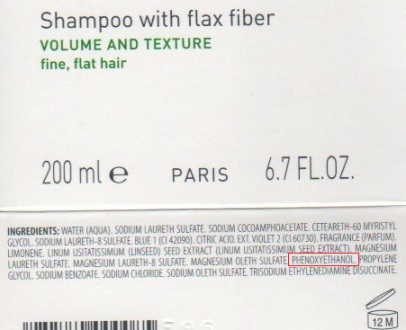 Shampoo with flax fiber
VOLUME AND TEXTURE
fine, flat hair
200 ml e PARIS 6.7 FL.OZ.
INGREDIENTS: WATER (AQUA). SODIUM LAURETH SULFATE. SODIUM COCOAMPHOACETATE. CETEARETH-60 MYRISTYL
GLYCOL. SODIUM LAURETH-8 SULFATE. BLUE 1 (CI 42090). CITRIC ACID. EXT. VIOLET 2 (CI 60730). FRAGRANCE (PARFUM).
LIMONENE. LINUM USITATISSIMUM (LINSEED) SEED EXTRACT (LINUM USITATISSIMUM SEED EXTRACT). MAGNESIUM
LAURETH SULFATE. MAGNESIUM LAURETH-8 SULFATE. MAGNESIUM OLETH SULFATE. PHENOXYETHANOL. PROPYLENE
GLYCOL. SODIUM BENZOATE. SODIUM CHLORIDE. SODIUM OLETH SULFATE. TRISODIUM ETHYLENEDIAMINE DISUCCINATE.
12 M